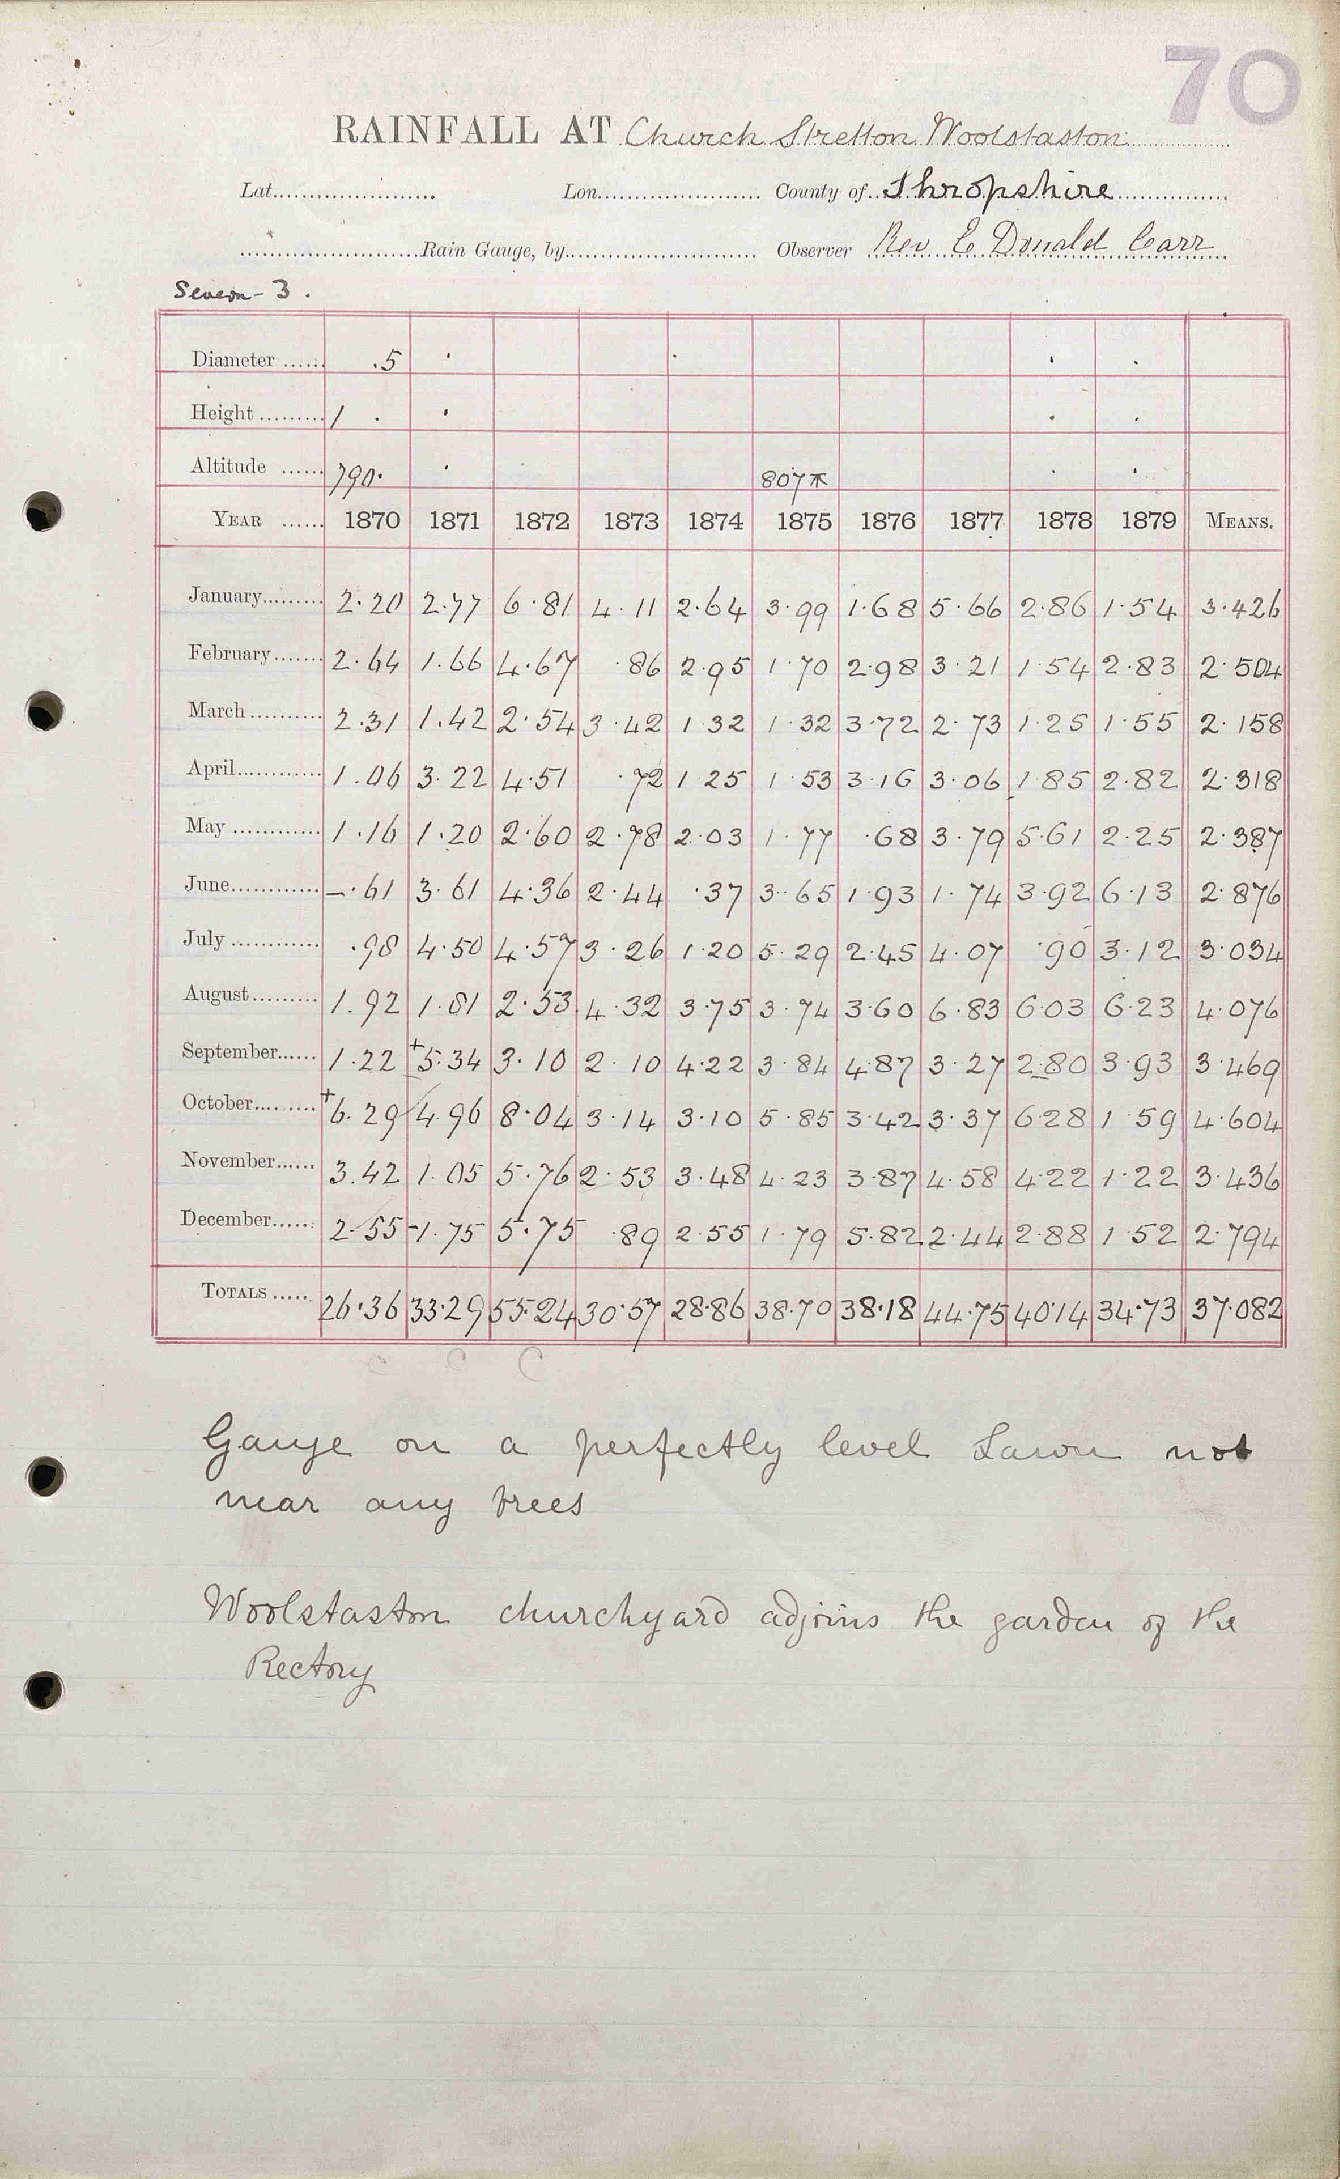 70
RAINFALL AT Church Stretton Woolstaston
Lat. Lon. County of Shropshire
Rain Gauge, by Observer Rev E Donald Carr
Severn - 3.
Diameter .5
Height 1
Altitude 790. 807
YEAR 1870 1871 1872 1873 1874 1875 1876 1877 1878 1879 MEANS.
January 2.20 2.77 6.81 4.11 2.64 3.99 1.68 5.66 2.86 1.54 3.426
February 2.64 1.66 4.67 .86 2.95 1.70 2.98 3.21 1.54 2.83 2.504
March 2.31 1.42 2.54 3.42 1.32 1.32 3.72 2.73 1.25 1.55 2.158
April 1.06 3.22 4.51 .72 1.25 1.53 3.16 3.06 1.85 2.82 2.318
May 1.16 1.20 2.60 2.78 2.03 1.77 .68 3.79 5.61 2.25 2.387
June —.61 3.61 4.36 2.44 .37 3.65 1.93 1.74 3.92 6.13 2.876
July .98 4.50 4.57 3.26 1.20 5.29 2.45 4.07 .90 3.12 3.034
August 1.92 1.81 2.53 4.32 3.75 3.74 3.60 6.83 6.03 6.23 4.076
September 1.22 +5.34 3.10 2.10 4.22 3.84 4.87 3.27 2.80 3.93 3.469
October +6.29 4.96 8.04 3.14 3.10 5.85 3.42 3.37 6.28 1.59 4.604
November 3.42 1.05 5.76 2.53 3.48 4.23 3.87 4.58 4.22 1.22 3.436
December 2.55 -1.75 5.75 .89 2.55 1.79 5.82 2.44 2.88 1.52 2.794
TOTALS 26.36 33.29 55.24 30.57 28.86 38.70 38.18 44.75 40.14 34.73 37.082
C C C
Gauge on a perfectly level Lawn not
near any trees
Woolstaston churchyard adjoins the garden of the
Rectory